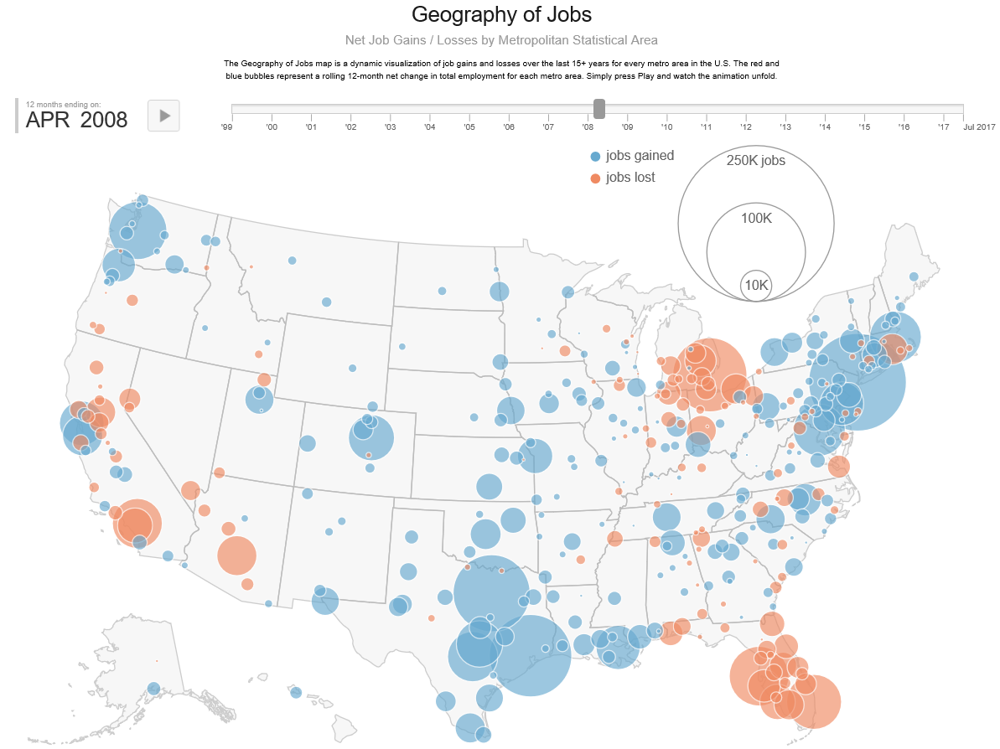 Geography of Jobs
Net Job Gains / Losses by Metropolitan Statistical Area
The Geography of Jobs map is a dynamic visualization of job gains and losses over the last 15+ years for every metro area in the U.S. The red and
blue bubbles represent a rolling 12-month net change in total employment for each metro area. Simply press Play and watch the animation unfold.
12 months ending on:
APR 2008
'99 '00 '01 '02 '03 '04 '05 '06 '07 '08 '09 '10 '11 '12 '13 '14 '15 '16 '17 Jul 2017
jobs gained
jobs lost
250K jobs
100K
10K